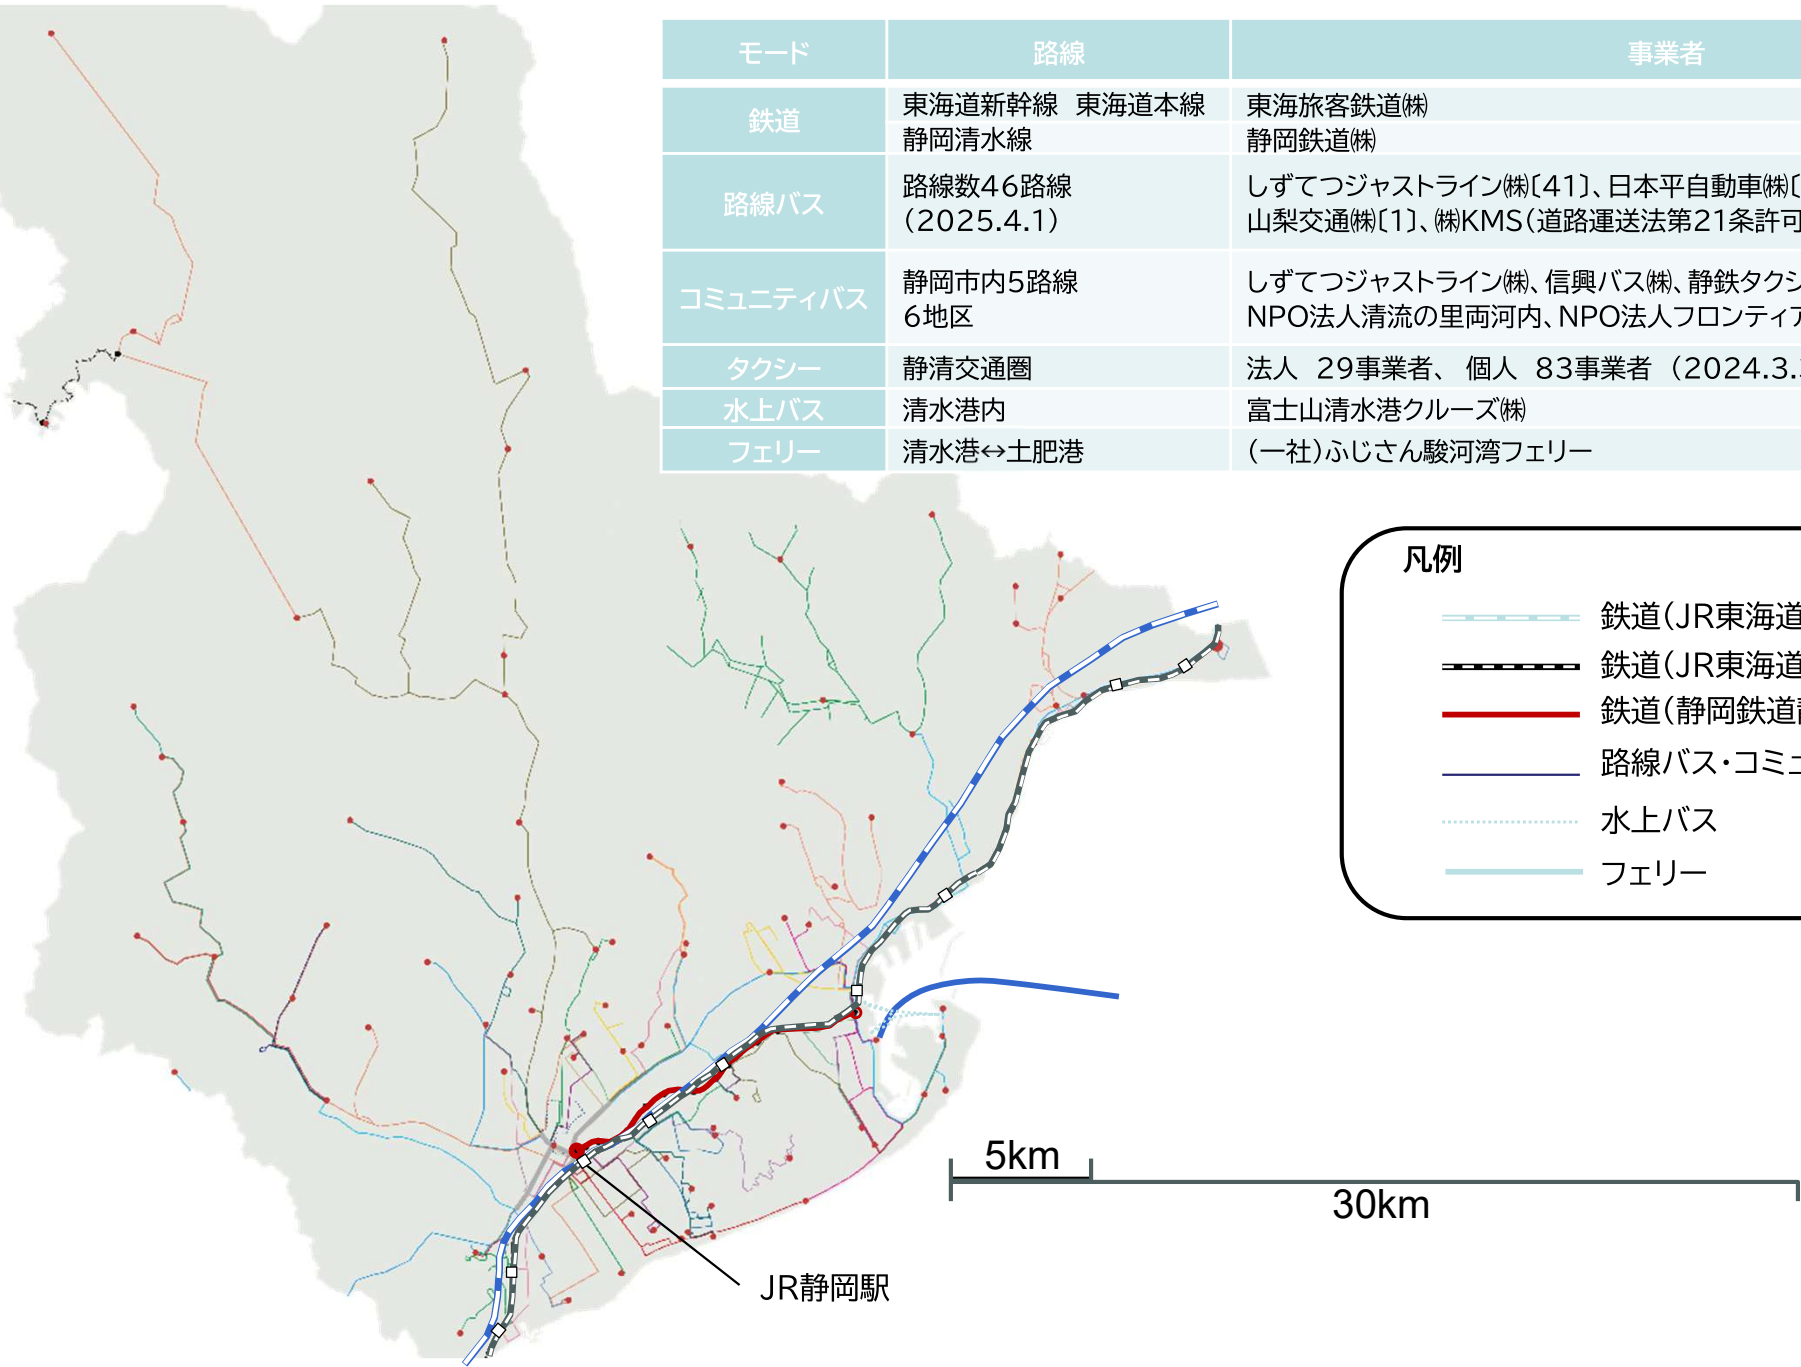 モード 路線 事業者
鉄道
東海道新幹線 東海道本線 東海旅客鉄道㈱
静岡清水線 静岡鉄道㈱
路線バス
路線数46路線
（2025.4.1）
しずてつジャストライン㈱〔41〕、日本平自動車㈱〔
山梨交通㈱〔1〕、㈱KMS（道路運送法第21条許可
コミュニティバス
静岡市内5路線
6地区
しずてつジャストライン㈱、信興バス㈱、静鉄タクシ
NPO法人清流の里両河内、NPO法人フロンティア
タクシー 静清交通圏 法人 29事業者、 個人 83事業者 （2024.3.
水上バス 清水港内 富士山清水港クルーズ㈱
フェリー 清水港↔土肥港 （一社）ふじさん駿河湾フェリー
凡例
鉄道（JR東海道
鉄道（JR東海道
鉄道（静岡鉄道
路線バス・コミュ
水上バス
フェリー
5km
30km
JR静岡駅